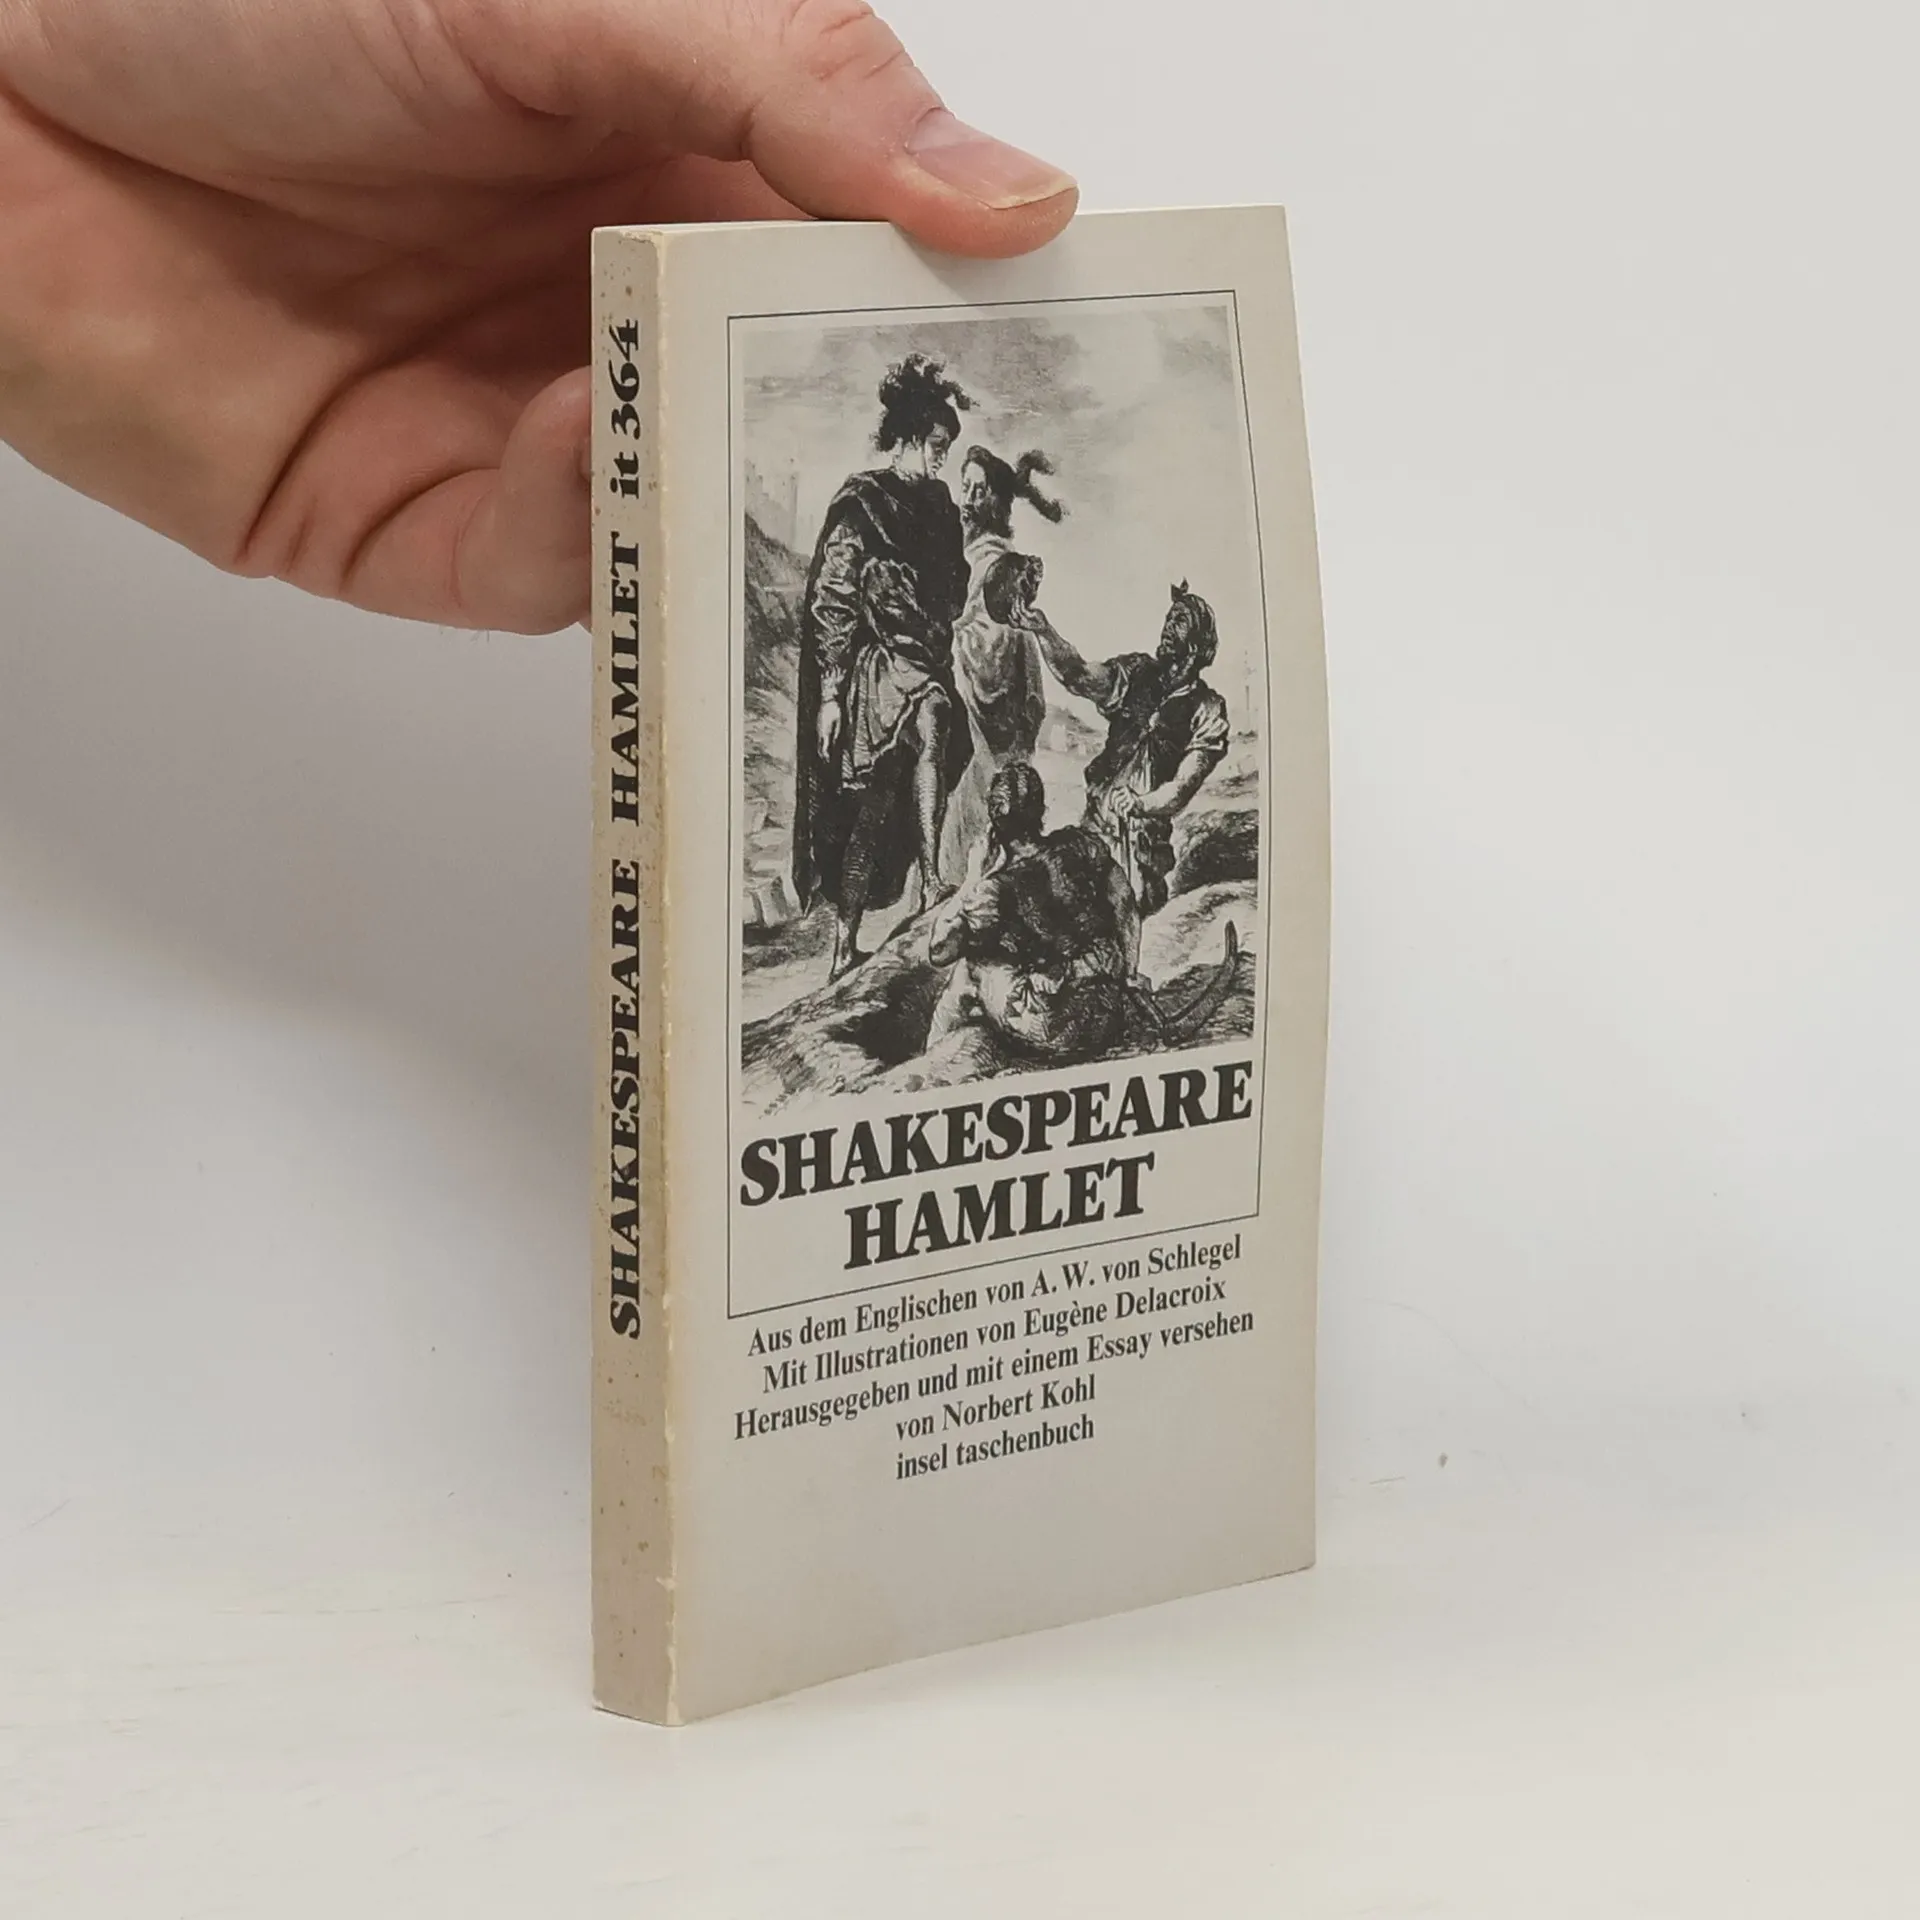 SHAKESPEARE HAMLET it 364
SHAKESPEARE
HAMLET
Aus dem Englischen von A. W. von Schlegel
Mit Illustrationen von Eugène Delacroix
Herausgegeben und mit einem Essay versehen
von Norbert Kohl
insel taschenbuch